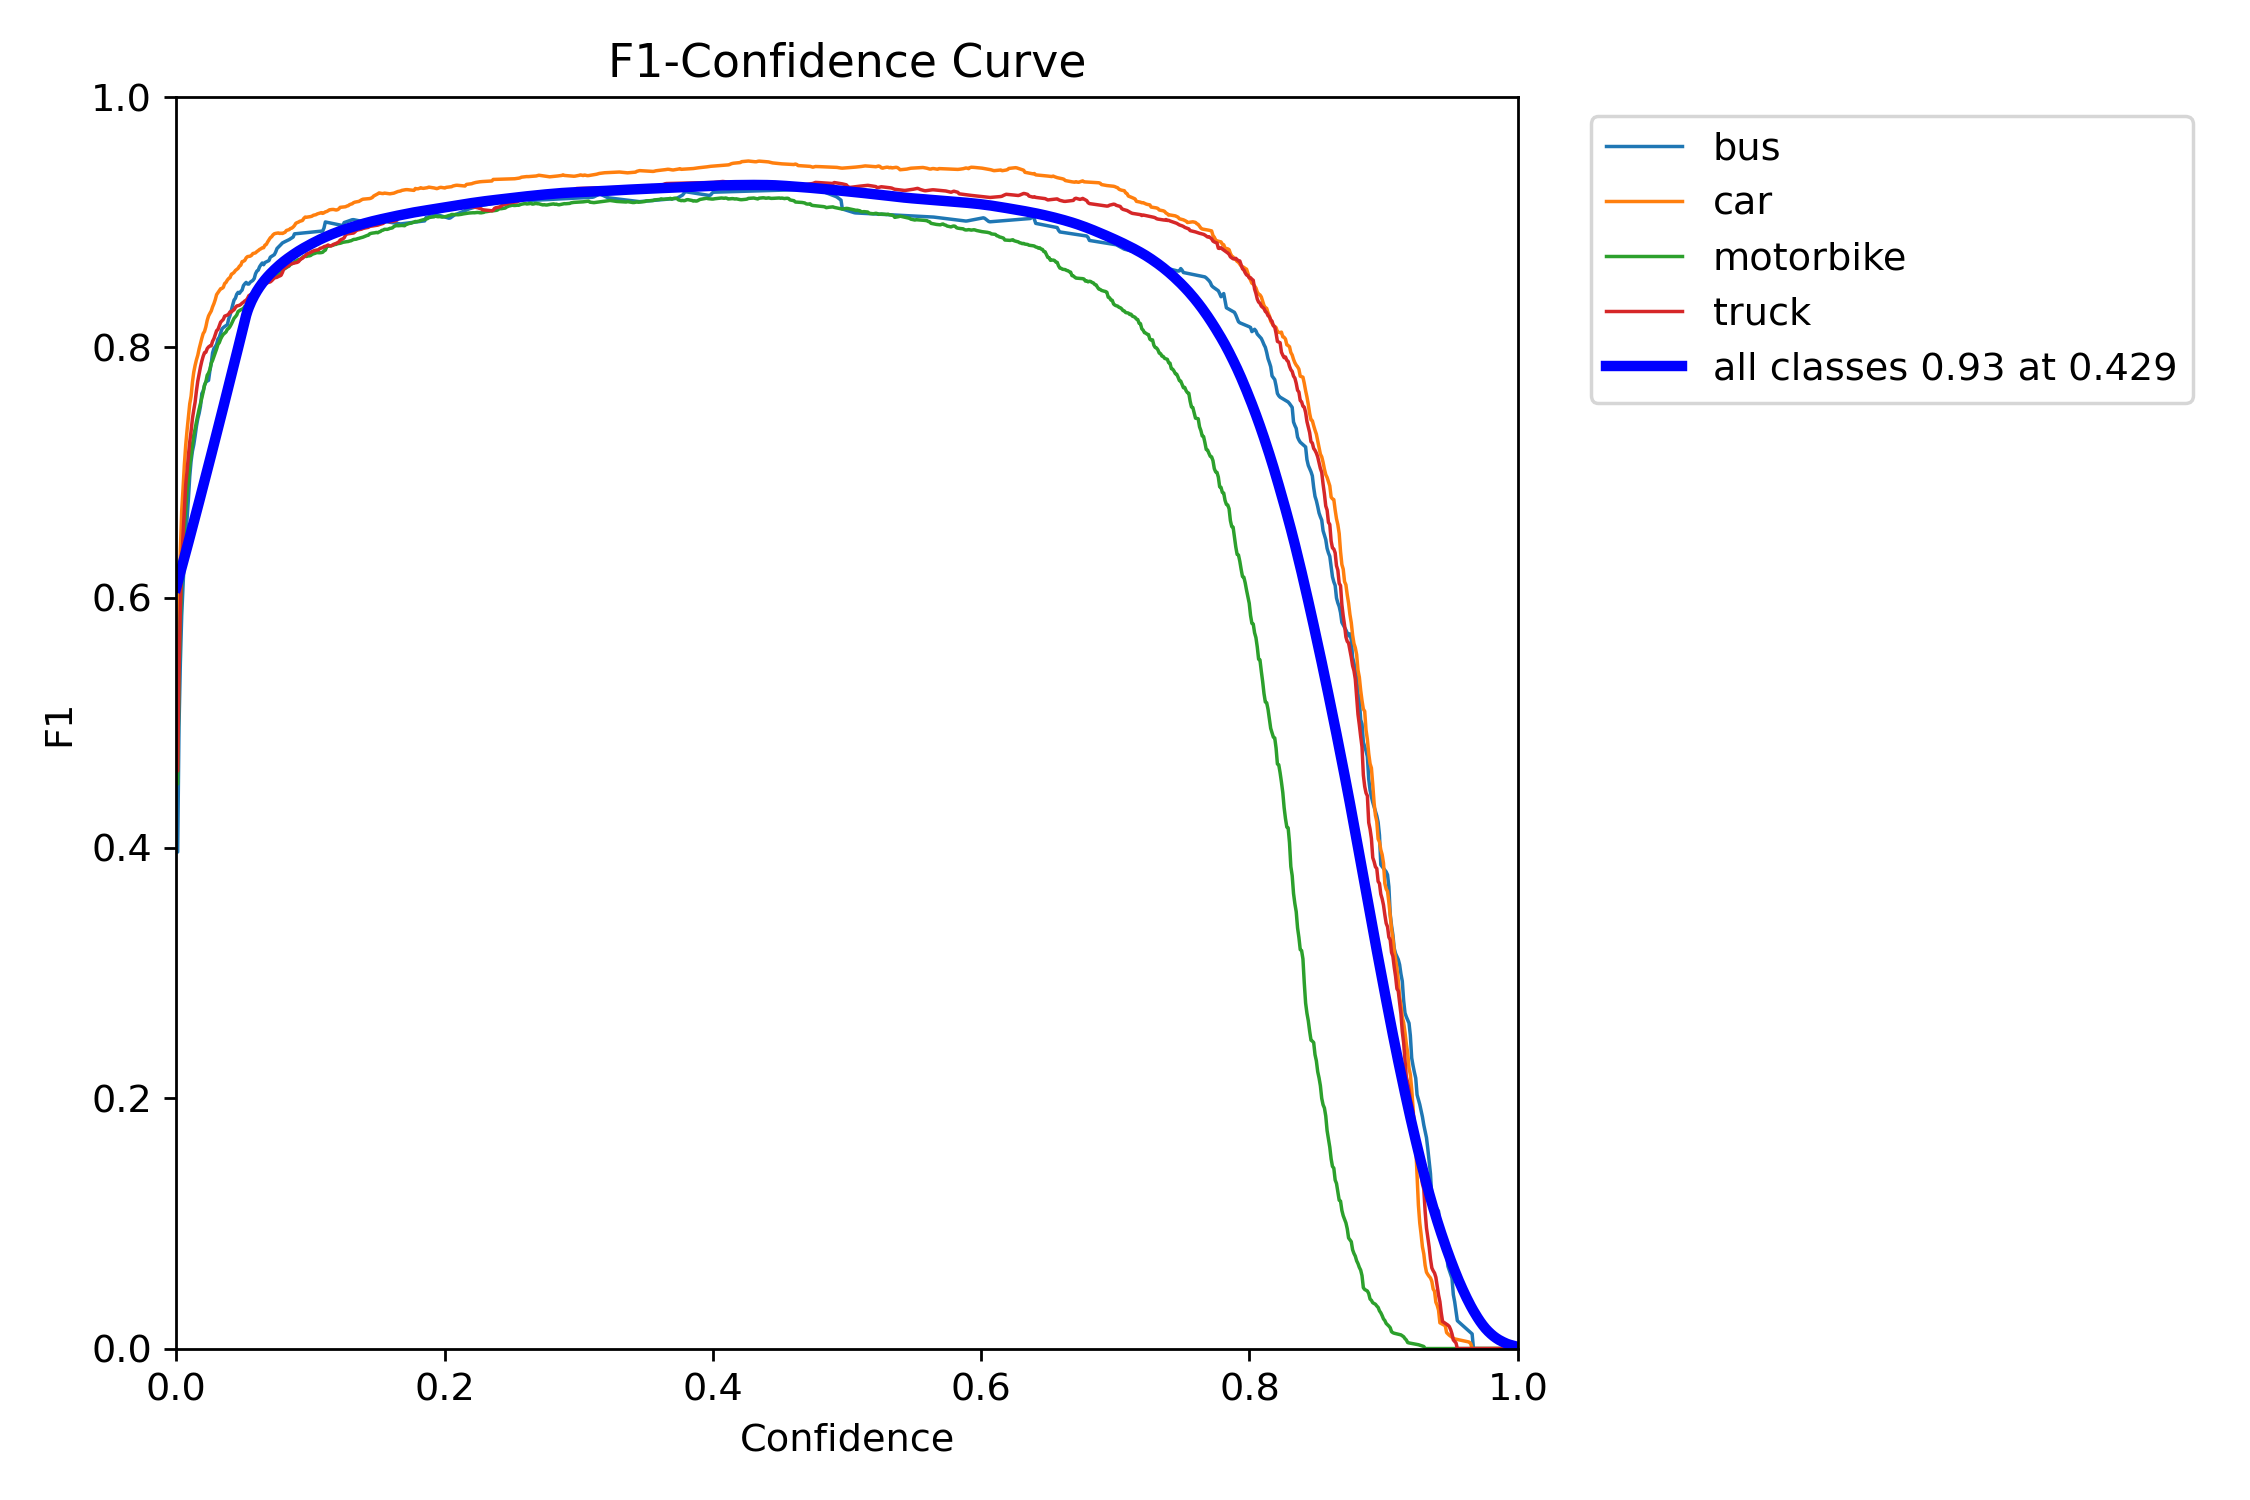 F1-Confidence Curve
1.0
0.8
0.6
0.4
0.2
0.0
F1
0.0 0.2 0.4 0.6 0.8 1.0
Confidence
bus
car
motorbike
truck
all classes 0.93 at 0.429